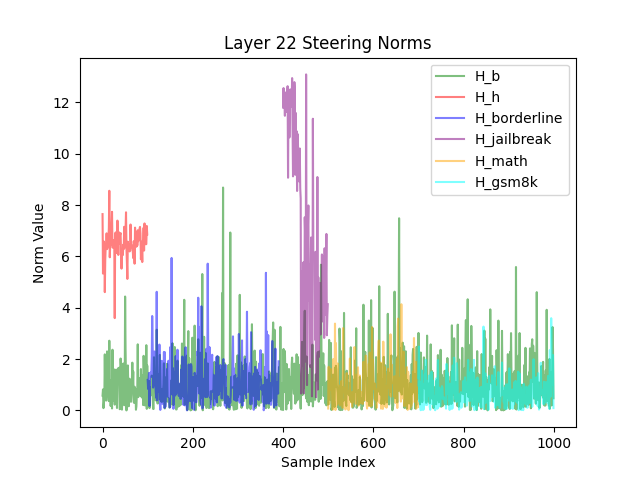 Layer 22 Steering Norms
H_b
H_h
H_borderline
H_jailbreak
H_math
H_gsm8k
Norm Value
12
10
8
6
4
2
0
0 200 400 600 800 1000
Sample Index